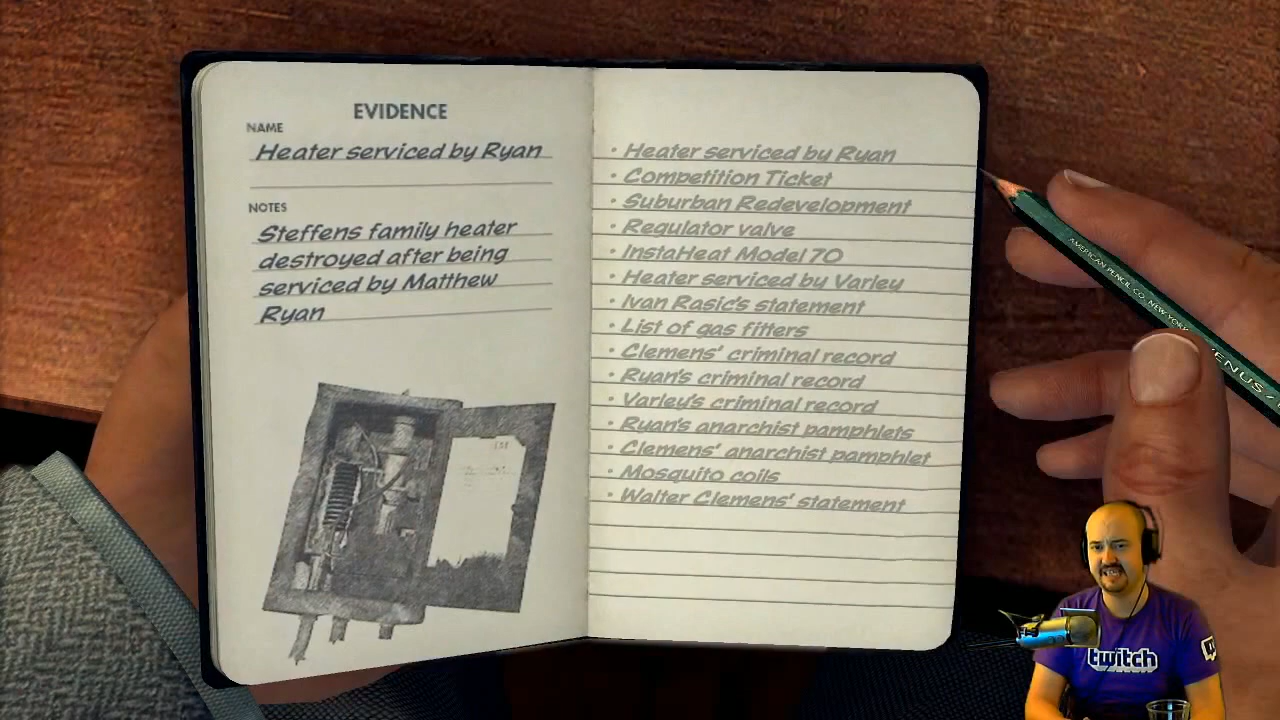 EVIDENCE
NAME
Heater serviced by Ryan
NOTES
Steffens family heater
destroyed after being
serviced by Matthew
Ryan
• Heater serviced by Ryan
• Competition Ticket
• Suburban Redevelopment
• Regulator valve
• InstaHeat Model 70
• Heater serviced by Varley
• Ivan Rasic's statement
• List of gas fitters
• Clemens' criminal record
• Ryan's criminal record
• Varley's criminal record
• Ryan's anarchist pamphlets
• Clemens' anarchist pamphlet
• Mosquito coils
• Walter Clemens' statement
AMERICAN PENCIL CO. NEW YORK
VENUS
twitch